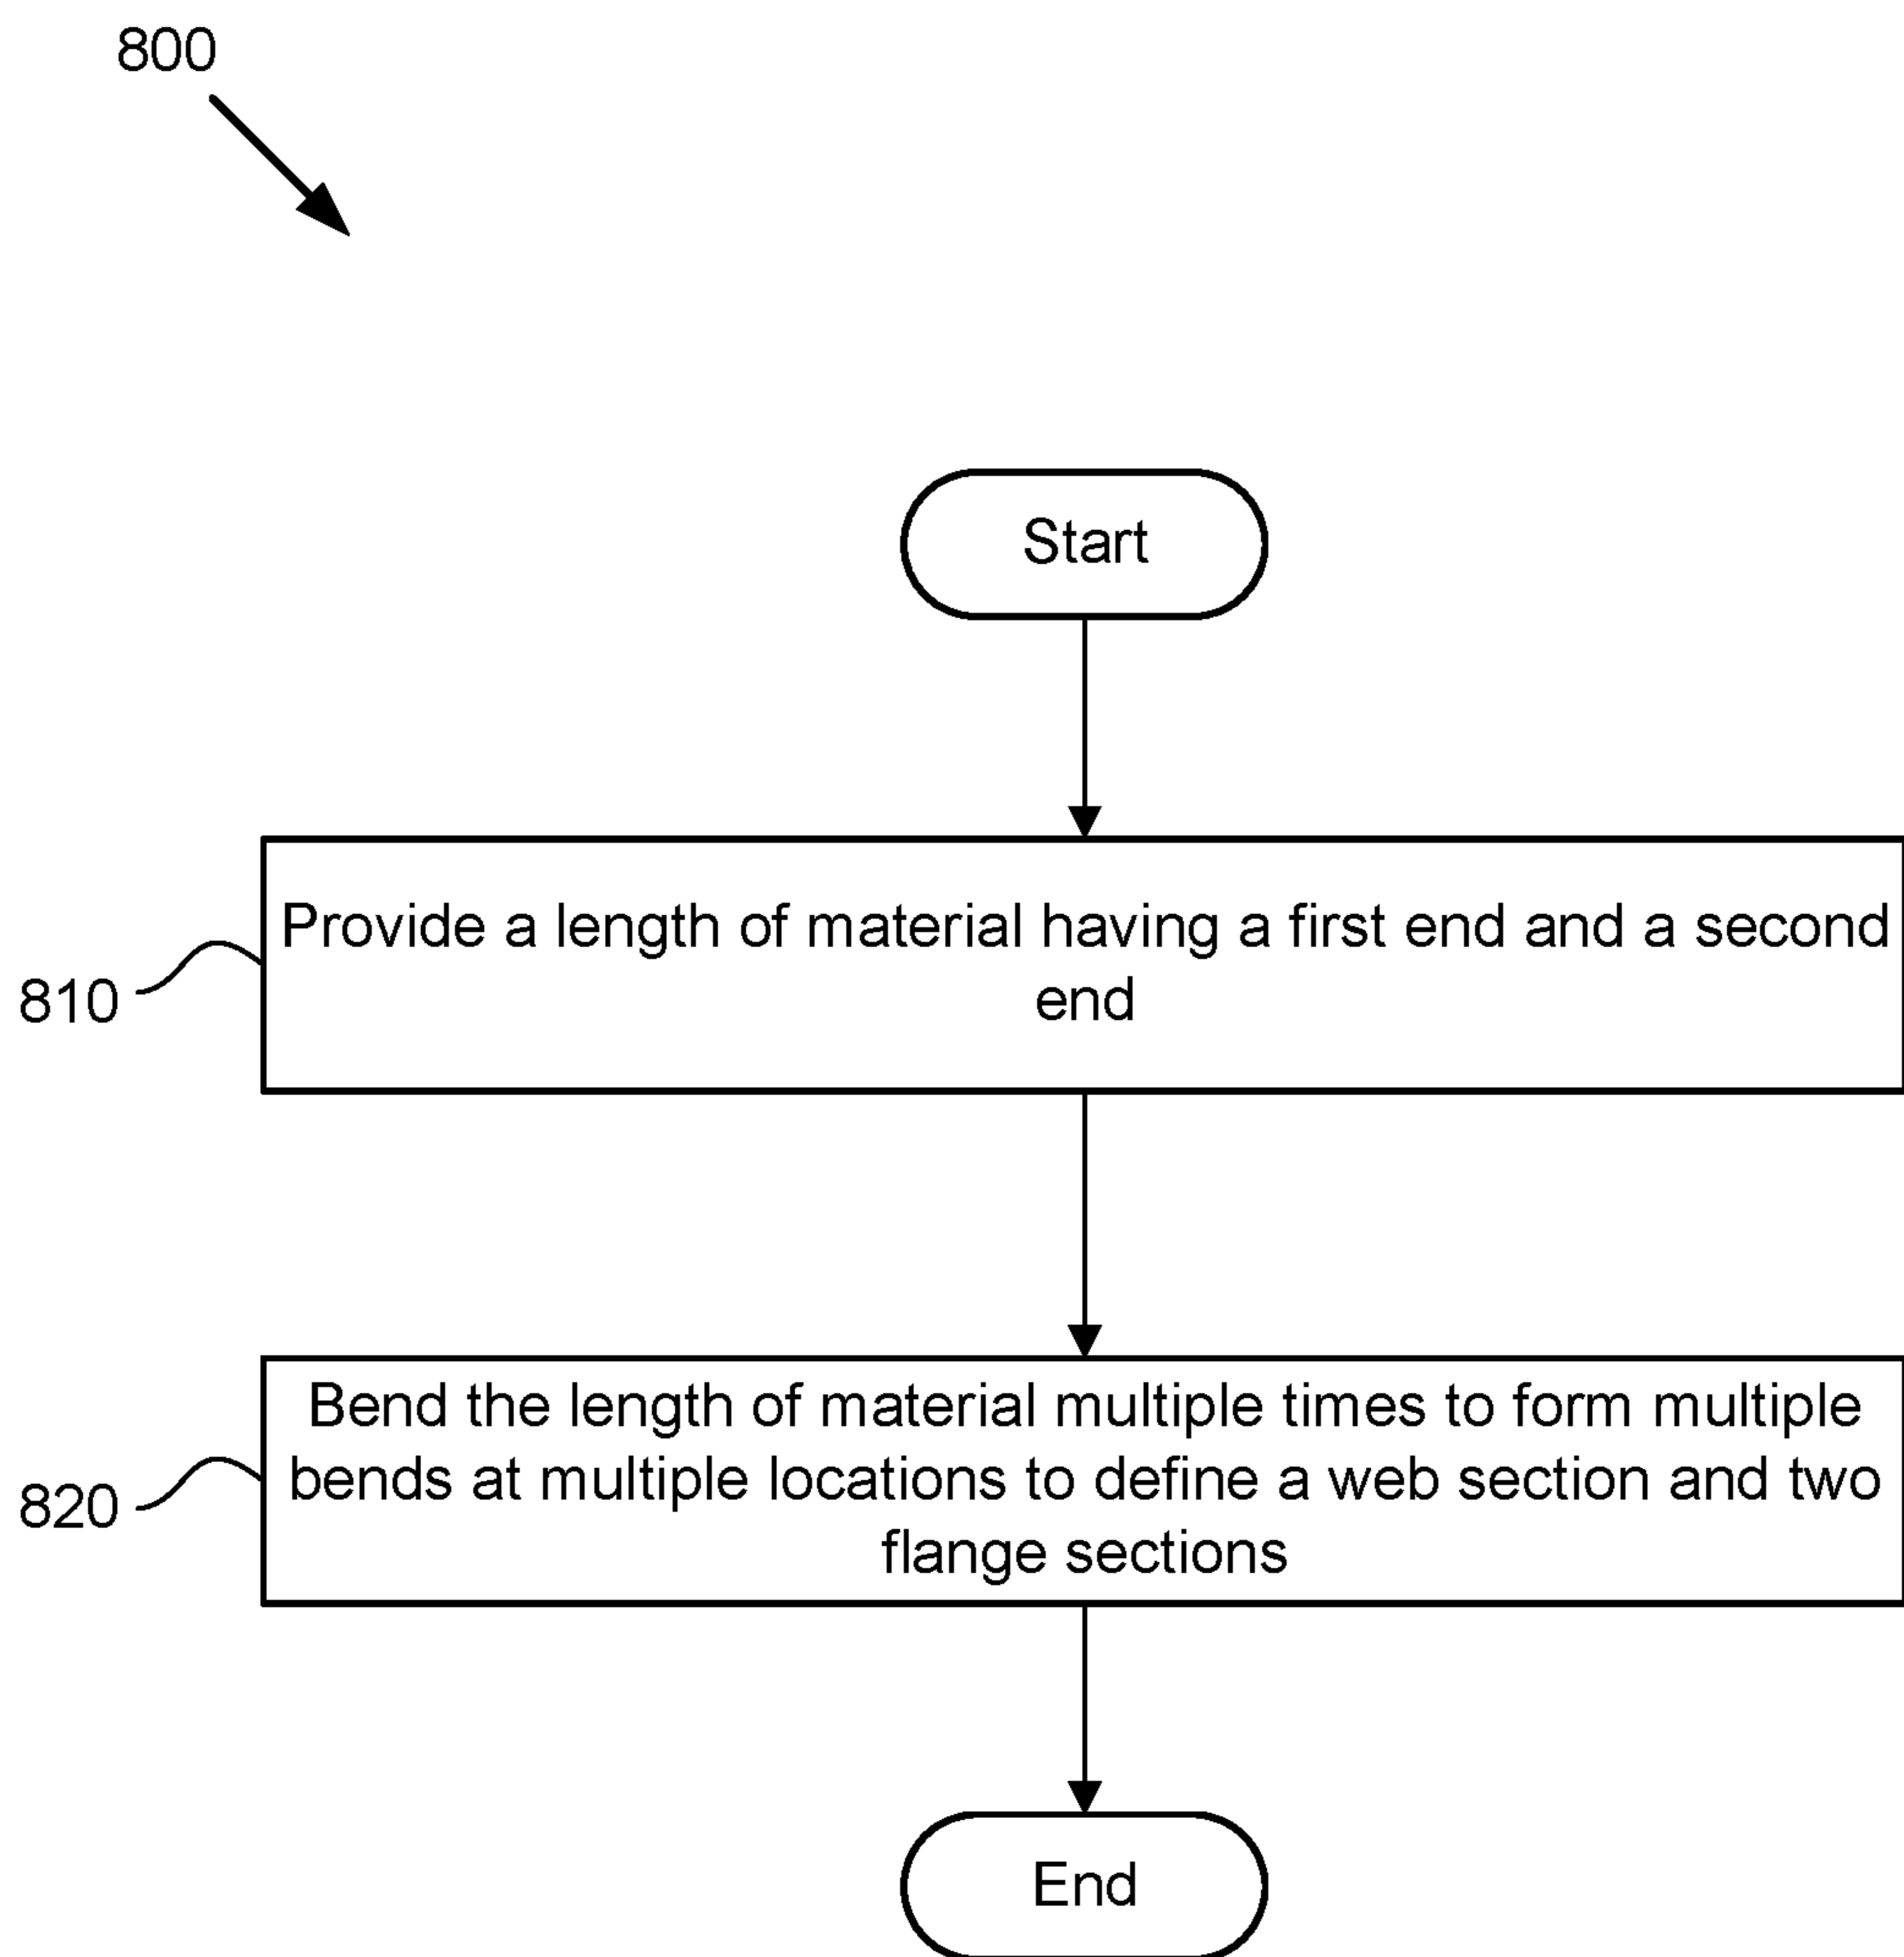 800
Start
Provide a length of material having a first end and a second
end
810
Bend the length of material multiple times to form multiple
bends at multiple locations to define a web section and two
flange sections
820
End